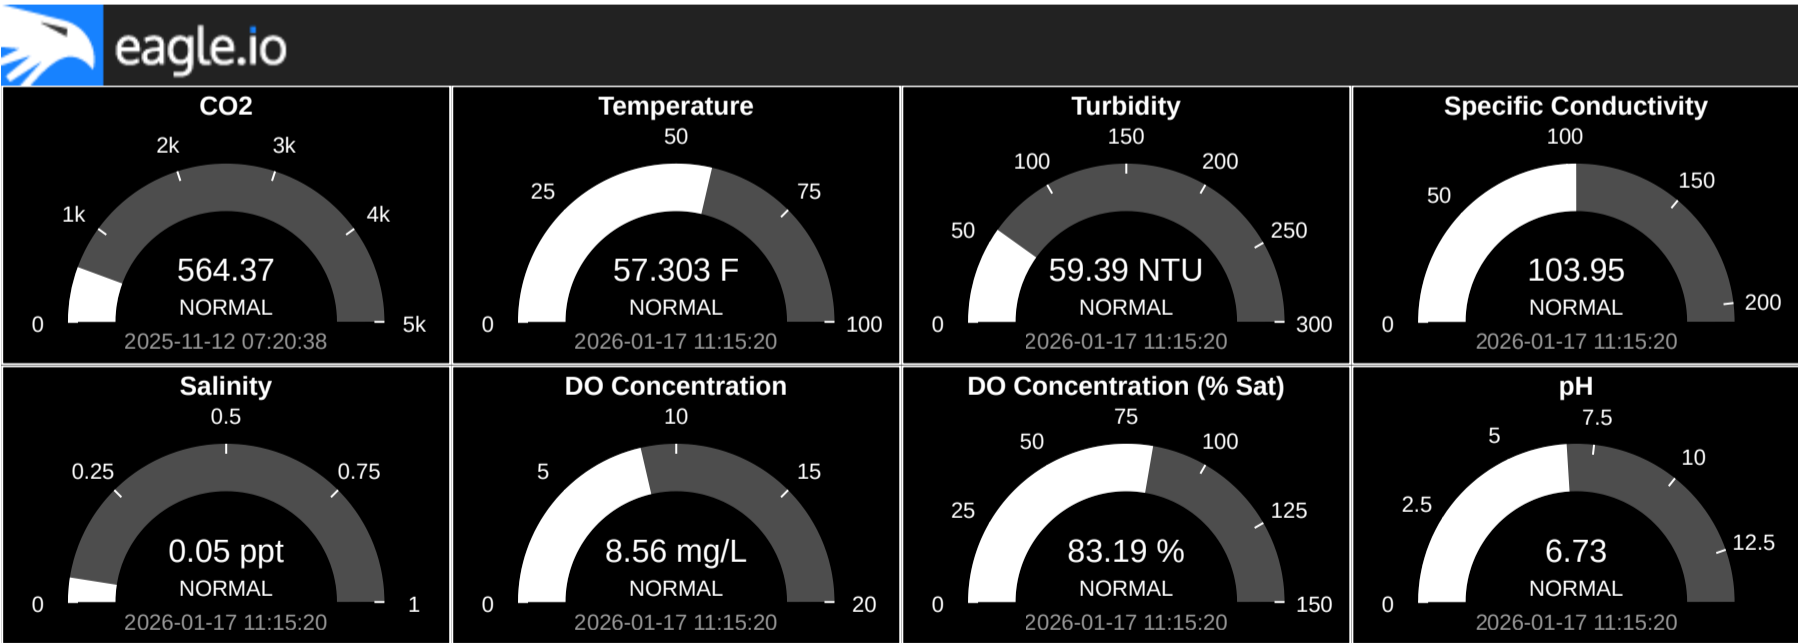 eagle.io
CO2
2k
3k
1k
4k
564.37
NORMAL
0
5k
2025-11-12 07:20:38
Temperature
50
25
75
57.303 F
NORMAL
0
100
2026-01-17 11:15:20
Turbidity
150
100
200
50
250
59.39 NTU
NORMAL
0
300
2026-01-17 11:15:20
Specific Conductivity
100
50
150
103.95
200
NORMAL
0
2026-01-17 11:15:20
Salinity
0.5
0.25
0.75
0.05 ppt
NORMAL
0
1
2026-01-17 11:15:20
DO Concentration
10
5
15
8.56 mg/L
NORMAL
0
20
2026-01-17 11:15:20
DO Concentration (% Sat)
75
50
100
25
125
83.19 %
NORMAL
0
150
2026-01-17 11:15:20
pH
7.5
5
10
2.5
12.5
6.73
NORMAL
0
2026-01-17 11:15:20